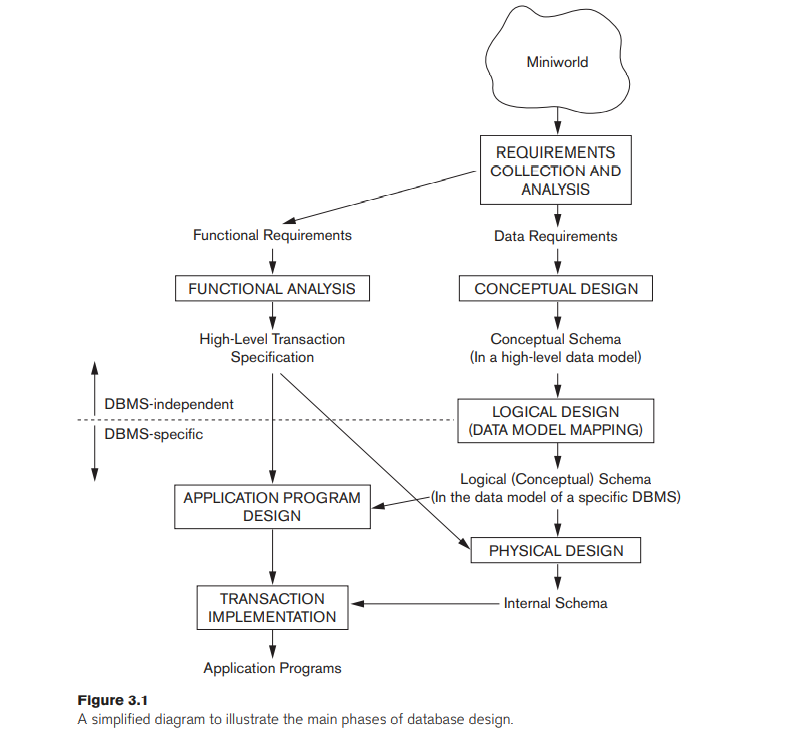 Miniworld
REQUIREMENTS
COLLECTION AND
ANALYSIS
Functional Requirements
Data Requirements
FUNCTIONAL ANALYSIS
CONCEPTUAL DESIGN
High-Level Transaction
Specification
Conceptual Schema
(In a high-level data model)
DBMS-independent
LOGICAL DESIGN
(DATA MODEL MAPPING)
DBMS-specific
Logical (Conceptual) Schema
(In the data model of a specific DBMS)
APPLICATION PROGRAM
DESIGN
PHYSICAL DESIGN
TRANSACTION
IMPLEMENTATION
Internal Schema
Application Programs
Figure 3.1
A simplified diagram to illustrate the main phases of database design.